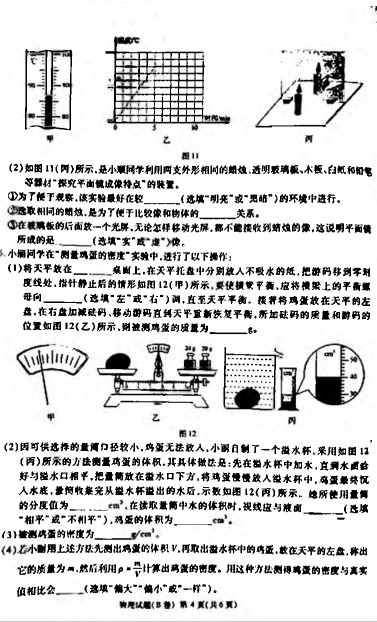 温度/℃
℃
90
80
0
5
10
时间/min
甲
乙
丙
图11
(2)如图11(丙)所示,是小丽同学利用两支外形相同的蜡烛、透明玻璃板、木板、白纸和铅笔
等器材“探究平面镜成像特点”的装置。
①为了便于观察,该实验最好在______(选填“明亮”或“黑暗”)的环境中进行。
②选取相同的蜡烛,是为了便于比较像和物体的______关系。
③在玻璃板的后面放一个光屏,无论怎样移动光屏,都不能接收到蜡烛的像,这说明平面镜
所成的是______(选填“实”或“虚”)像。
小丽同学在“测量鸡蛋的密度”实验中,进行了以下操作:
(1)将天平放在______桌面上,在天平托盘中分别放入不吸水的纸,把游码移到零刻
度线处,指针静止后的情形如图12(甲)所示,要使横梁平衡,应将横梁上的平衡螺
母向______(选填“左”或“右”)调,直至天平平衡。接着将鸡蛋放在天平的左
盘,在右盘加减砝码、移动游码直到天平重新恢复平衡,所加砝码的质量和游码的
位置如图12(乙)所示,则被测鸡蛋的质量为______g。
20g
20g
cm³
cm³
50
40
30
甲
乙
丙
图12
(2)因可供选择的量筒口径较小,鸡蛋无法放入,小丽自制了一个溢水杯,采用如图12
(丙)所示的方法测量鸡蛋的体积,其具体做法是:先在溢水杯中加水,直到水面恰
好与溢水口相平,把量筒放在溢水口下方,将鸡蛋慢慢放入溢水杯中,鸡蛋最终沉
入水底,量筒收集完从溢水杯溢出的水后,示数如图12(丙)所示。她所使用量筒
的分度值为______cm³,在读取量筒中水的体积时,视线应与液面______(选填
“相平”或“不相平”),鸡蛋的体积为______cm³。
(3)被测鸡蛋的密度为______g/cm³。
(4)若小丽用上述方法先测出鸡蛋的体积V,再取出溢水杯中的鸡蛋,放在天平的左盘,称出
它的质量为m,然后利用ρ=m/V计算出鸡蛋的密度。用这种方法测得鸡蛋的密度与真实
值相比会______(选填“偏大”“偏小”或“一样”)。
物理试题(B卷) 第4页(共6页)